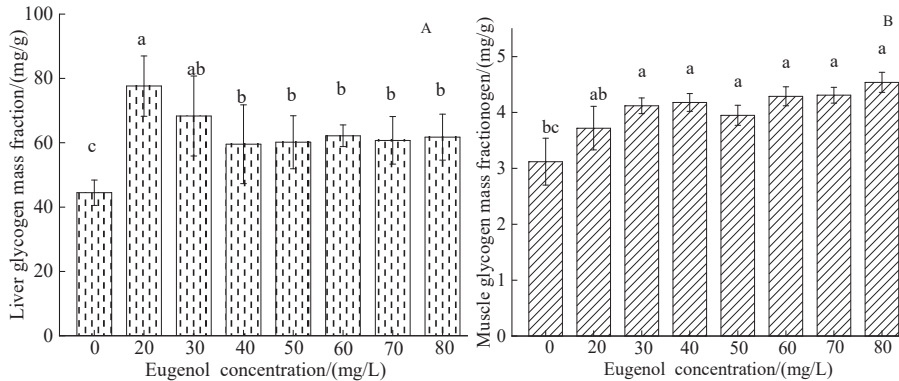 A
Liver glycogen mass fraction/(mg/g)
100
80
60
40
20
0
c
a
ab
b
b
b
b
b
0 20 30 40 50 60 70 80
Eugenol concentration/(mg/L)
B
Muscle glycogen mass fractionogen/(mg/g)
5
4
3
2
1
0
bc
ab
a
a
a
a
a
a
0 20 30 40 50 60 70 80
Eugenol concentration/(mg/L)